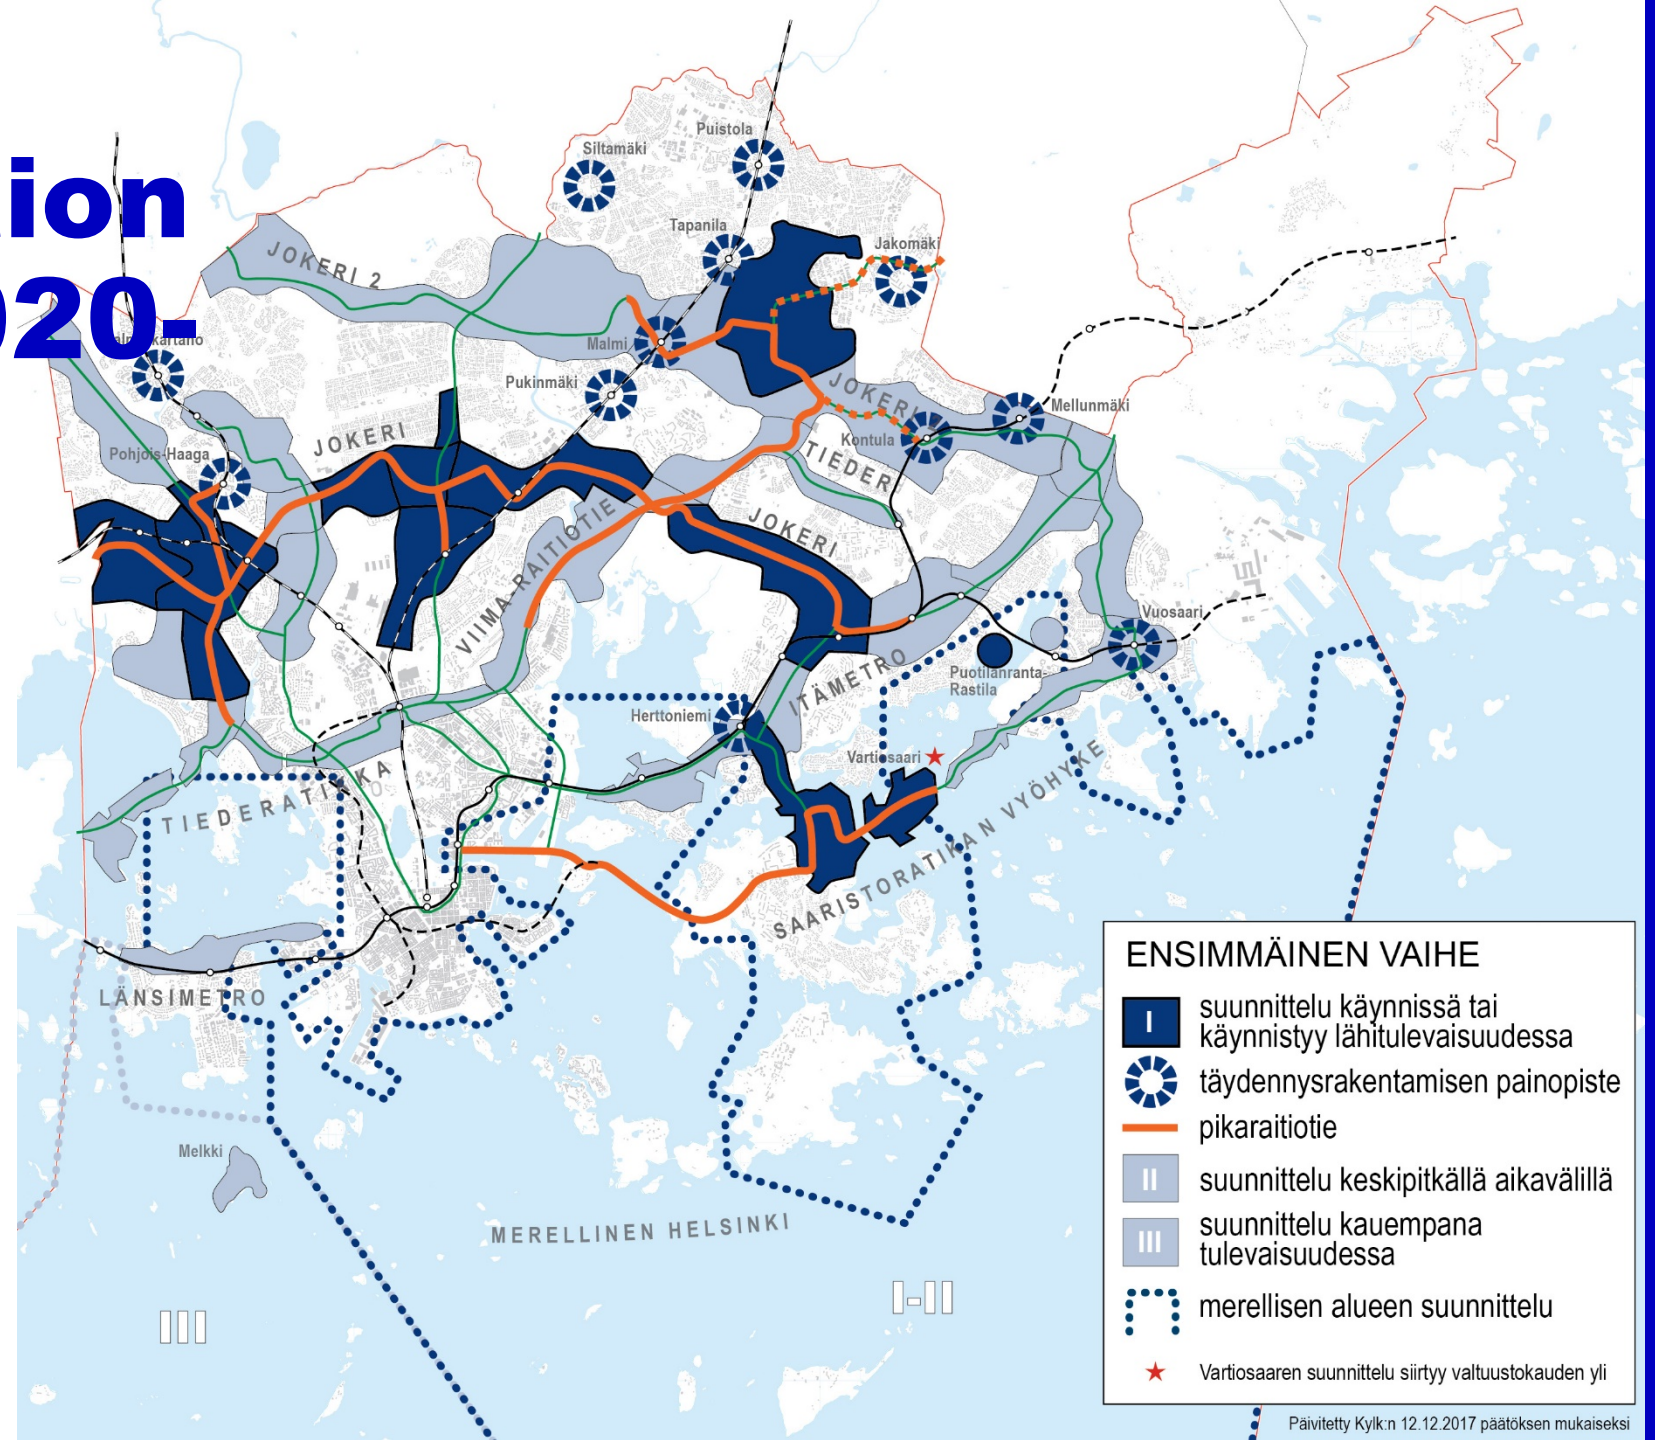 Puistola
Siltamäki
ion
Tapanila
Jakomäki
JOKERI 2
020-
Malmi
Pukinmäki
JOKERI
Mellunmäki
Kontula
JOKERI
Pohjois-Haaga
TIEDER
VIIMA-RAITIOTIE
JOKERI
Vuosaari
Puotilanranta-
Rastila
ITÄMETRO
Herttoniemi
Vartiosaari
TIEDERATIKKA
SAARISTORATIKAN VYÖHYKE
LÄNSIMETRO
Melkki
MERELLINEN HELSINKI
III
I-II
ENSIMMÄINEN VAIHE
I
suunnittelu käynnissä tai
käynnistyy lähitulevaisuudessa
täydennysrakentamisen painopiste
pikaraitiotie
II
suunnittelu keskipitkällä aikavälillä
III
suunnittelu kauempana
tulevaisuudessa
merellisen alueen suunnittelu
Vartiosaaren suunnittelu siirtyy valtuustokauden yli
Päivitetty Kylk:n 12.12.2017 päätöksen mukaiseksi